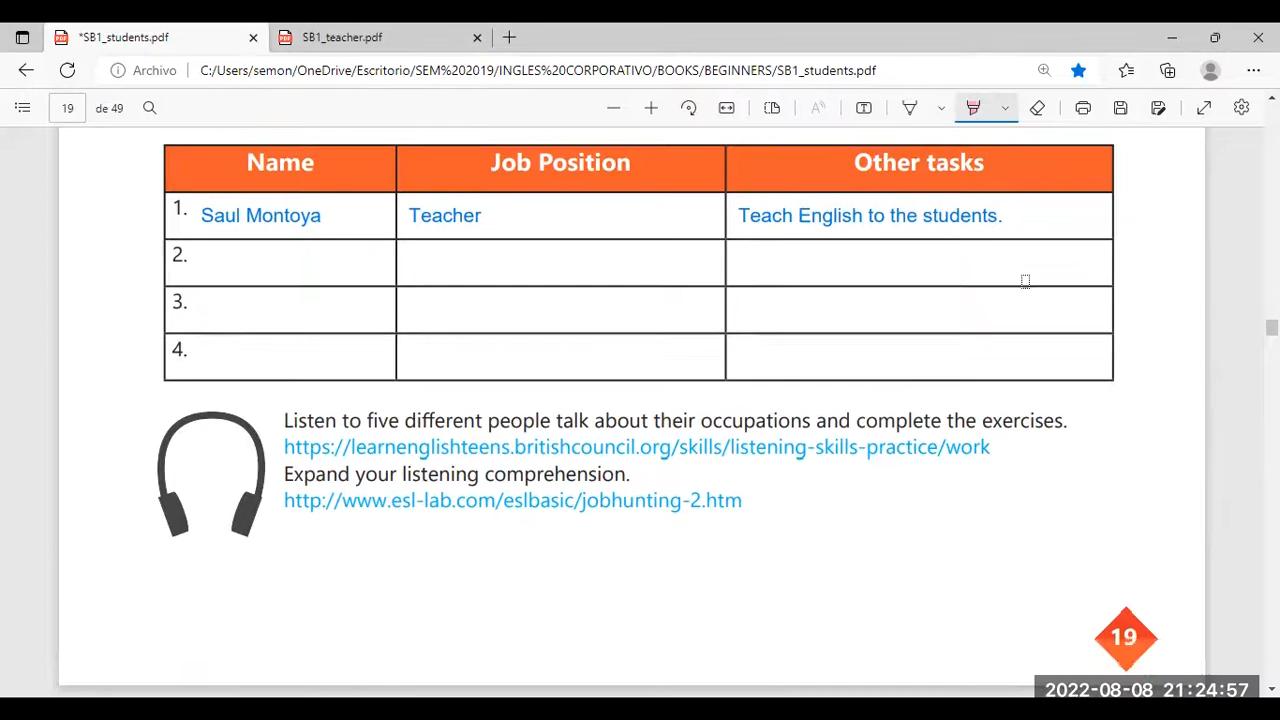 *SB1_students.pdf
SB1_teacher.pdf
Archivo C:/Users/semon/OneDrive/Escritorio/SEM%202019/INGLES%20CORPORATIVO/BOOKS/BEGINNERS/SB1_students.pdf
19 de 49
Name Job Position Other tasks
1. Saul Montoya Teacher Teach English to the students.
2.
3.
4.
Listen to five different people talk about their occupations and complete the exercises.
https://learnenglishteens.britishcouncil.org/skills/listening-skills-practice/work
Expand your listening comprehension.
http://www.esl-lab.com/eslbasic/jobhunting-2.htm
19
2022-08-08 21:24:57